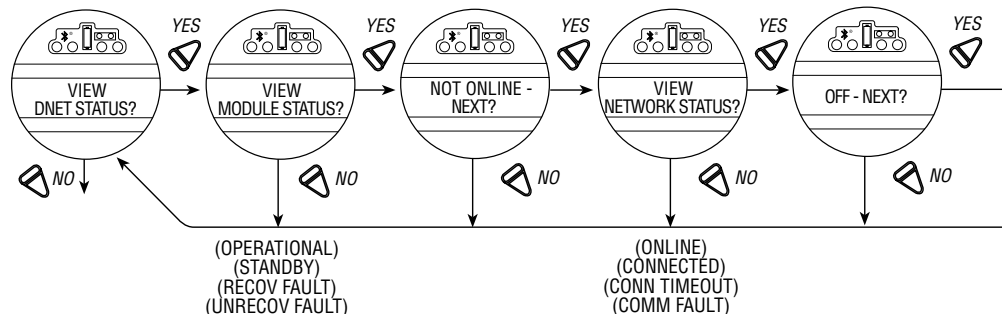 YES
YES
YES
YES
YES
VIEW
DNET STATUS?
VIEW
MODULE STATUS?
NOT ONLINE -
NEXT?
VIEW
NETWORK STATUS?
OFF - NEXT?
NO
NO
NO
NO
NO
(OPERATIONAL)
(STANDBY)
(RECOV FAULT)
(UNRECOV FAULT)
(ONLINE)
(CONNECTED)
(CONN TIMEOUT)
(COMM FAULT)